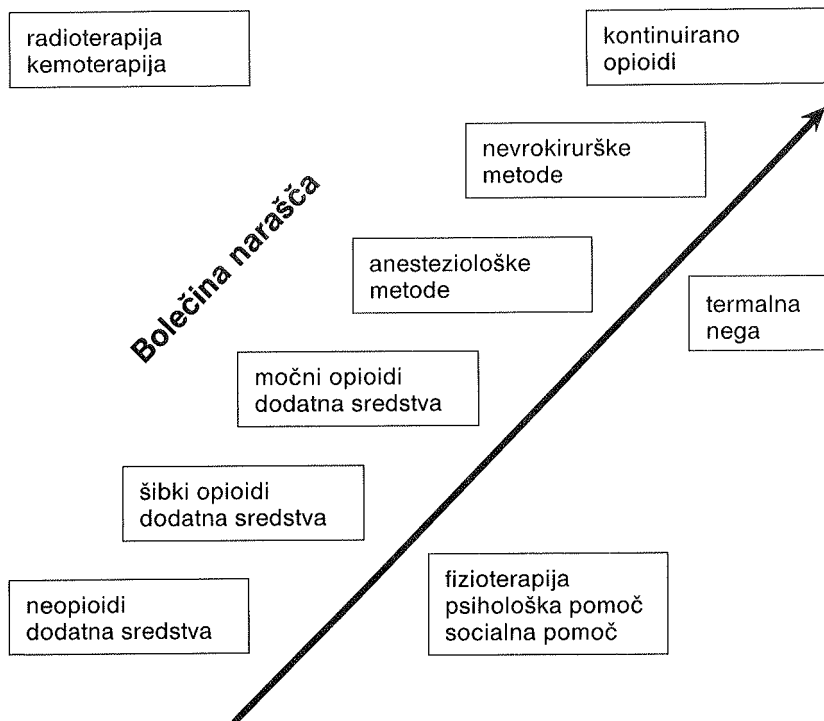 radioterapija
kemoterapija
kontinuirano
opioidi
nevrokirurške
metode
Bolečina narašča
anesteziološke
metode
termalna
nega
močni opioidi
dodatna sredstva
šibki opioidi
dodatna sredstva
neopioidi
dodatna sredstva
fizioterapija
psihološka pomoč
socialna pomoč